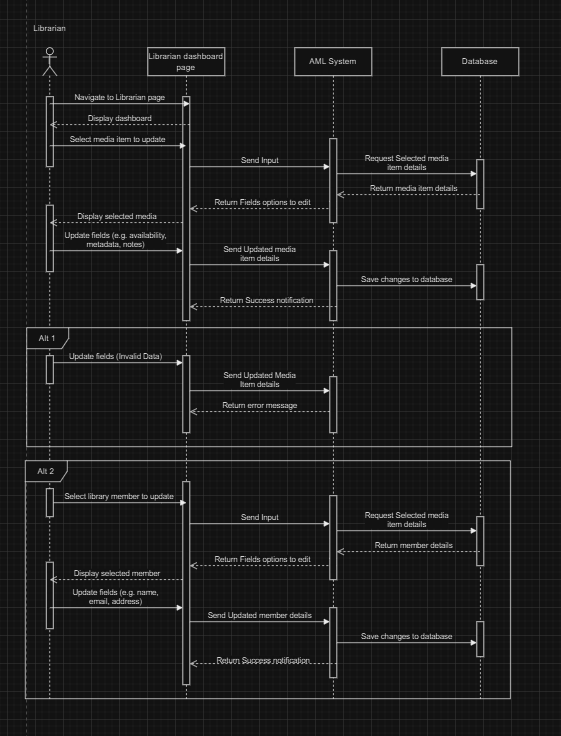 Librarian
Librarian dashboard
page
AML System
Database
Navigate to Librarian page
Display dashboard
Select media item to update
Send Input
Request Selected media
item details
Return media item details
Return Fields options to edit
Display selected media
Update fields (e.g. availability,
metadata, notes)
Send Updated media
item details
Save changes to database
Return Success notification
Alt 1
Update fields (Invalid Data)
Send Updated Media
Item details
Return error message
Alt 2
Select library member to update
Send Input
Request Selected media
item details
Return member details
Return Fields options to edit
Display selected member
Update fields (e.g. name,
email, address)
Send Updated member details
Save changes to database
Return Success notification